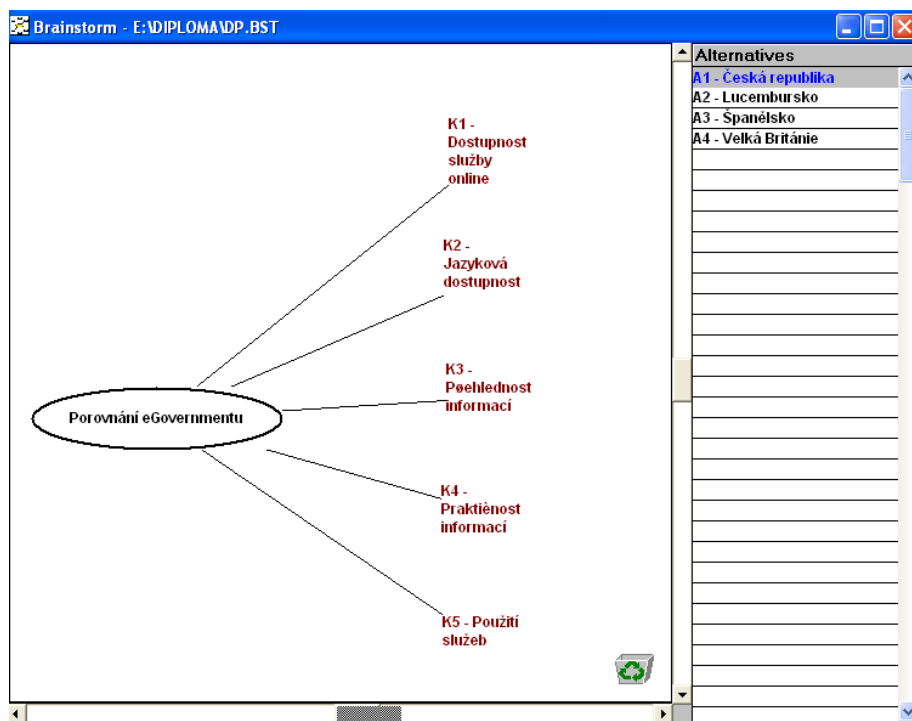 Brainstorm - E:\DIPLOMA\DP.BST
Alternatives
A1 - Česká republika
A2 - Lucembursko
A3 - Španělsko
A4 - Velká Británie
K1 -
Dostupnost
služby
online
K2 -
Jazyková
dostupnost
K3 -
Pøehlednost
informací
Porovnání eGovernmentu
K4 -
Praktiènost
informací
K5 - Použití
služeb